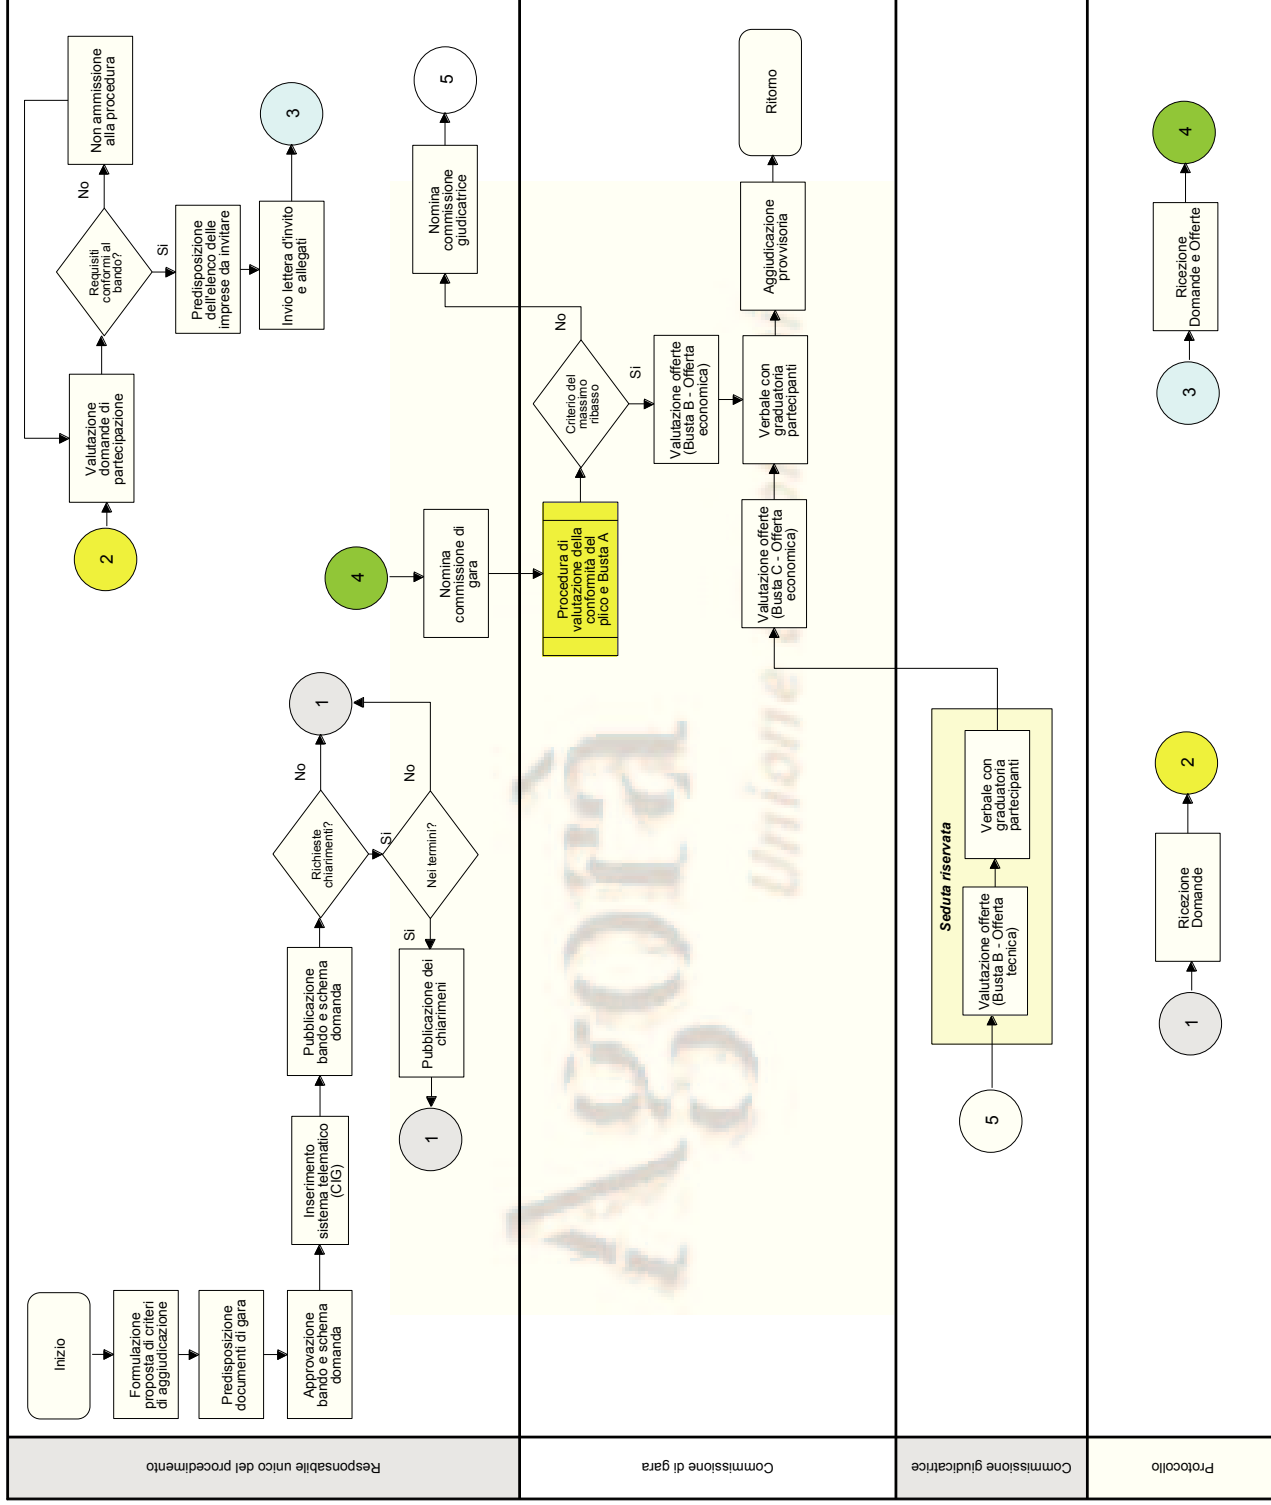 Responsabile unico del procedimento
Inizio
Formulazione
proposta di criteri
di aggiudicazione
Predisposizione
documenti di gara
Approvazione
bando e schema
domanda
Inserimento
sistema telematico
(CIG)
Pubblicazione
bando e schema
domanda
Richieste
chiarimenti?
No
1
Si
Nei termini?
No
Si
Pubblicazione dei
chiarimeni
1
2
Valutazione
domande di
partecipazione
Requisiti
conformi al
bando?
No
Non ammissione
alla procedura
Si
Predisposizione
dell'elenco delle
imprese da invitare
Invio lettera d'invito
e allegati
3
4
Nomina
commissione di
gara
Nomina
commissione
giudicatrice
5
Commissione di gara
Procedura di
valutazione della
conformità del
plico e Busta A
Criterio del
massimo
ribasso
No
Si
Valutazione offerte
(Busta B - Offerta
economica)
Valutazione offerte
(Busta C - Offerta
economica)
Verbale con
graduatoria
partecipanti
Aggiudicazione
provvisoria
Ritorno
Agorà
Unione
Commissione giudicatrice
5
Seduta riservata
Valutazione offerte
(Busta B - Offerta
tecnica)
Verbale con
graduatoria
partecipanti
Protocollo
1
Ricezione
Domande
2
3
Ricezione
Domande e Offerte
4